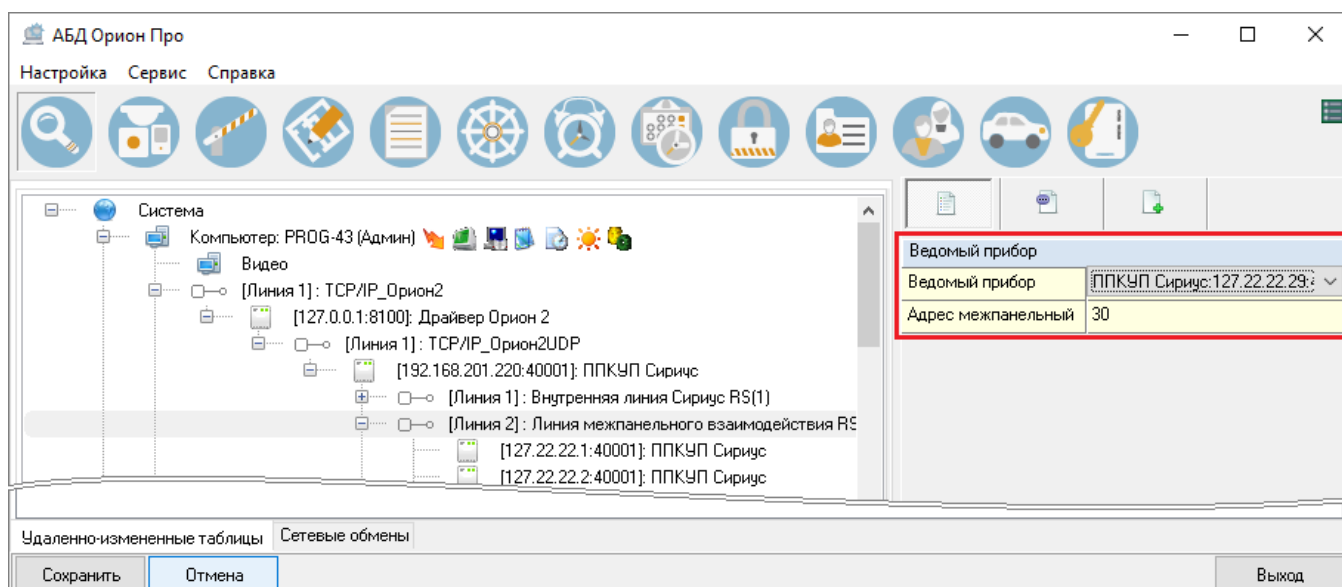 АБД Орион Про
Настройка Сервис Справка
Система
Компьютер: PROG-43 (Админ)
Видео
[Линия 1] : TCP/IP_Орион2
[127.0.0.1:8100]: Драйвер Орион 2
[Линия 1] : TCP/IP_Орион2UDP
[192.168.201.220:40001]: ППКУП Сириус
[Линия 1] : Внутренняя линия Сириус RS(1)
[Линия 2] : Линия межпанельного взаимодействия RS
[127.22.22.1:40001]: ППКУП Сириус
[127.22.22.2:40001]: ППКУП Сириус
Ведомый прибор
Ведомый прибор ППКУП Сириус:127.22.22.29:
Адрес межпанельный 30
Удаленно-измененные таблицы Сетевые обмены
Сохранить Отмена Выход